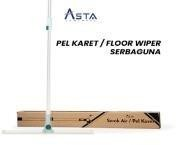 ASTA
PEL KARET / FLOOR WIPER
SERBAGUNA
Serok Air / Pel Karet